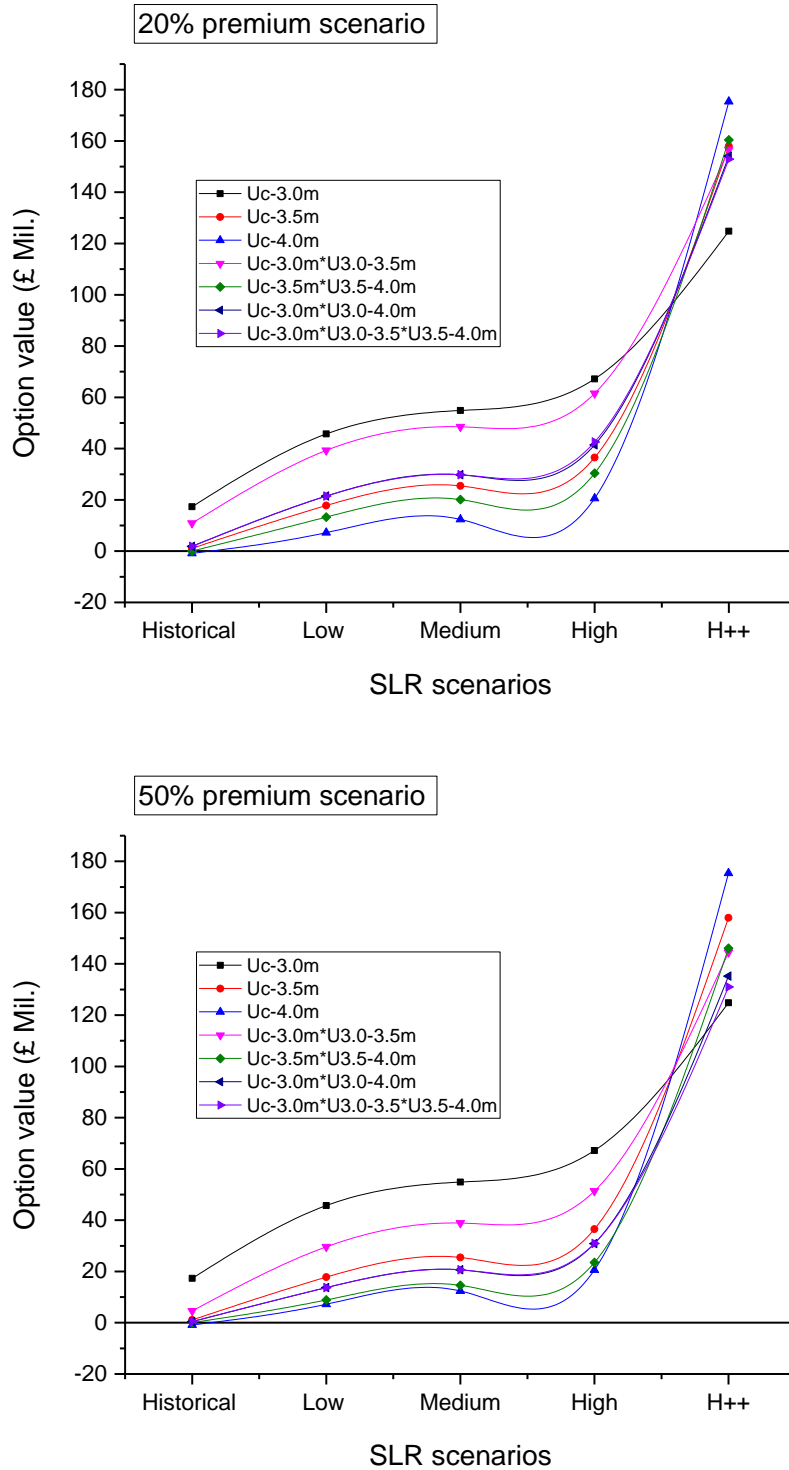 20% premium scenario
180
160
140
120
100
80
60
40
20
0
-20
Option value (£ Mil.)
Uc-3.0m
Uc-3.5m
Uc-4.0m
Uc-3.0m*U3.0-3.5m
Uc-3.5m*U3.5-4.0m
Uc-3.0m*U3.0-4.0m
Uc-3.0m*U3.0-3.5*U3.5-4.0m
Historical Low Medium High H++
SLR scenarios
50% premium scenario
180
160
140
120
100
80
60
40
20
0
-20
Option value (£ Mil.)
Uc-3.0m
Uc-3.5m
Uc-4.0m
Uc-3.0m*U3.0-3.5m
Uc-3.5m*U3.5-4.0m
Uc-3.0m*U3.0-4.0m
Uc-3.0m*U3.0-3.5*U3.5-4.0m
Historical Low Medium High H++
SLR scenarios